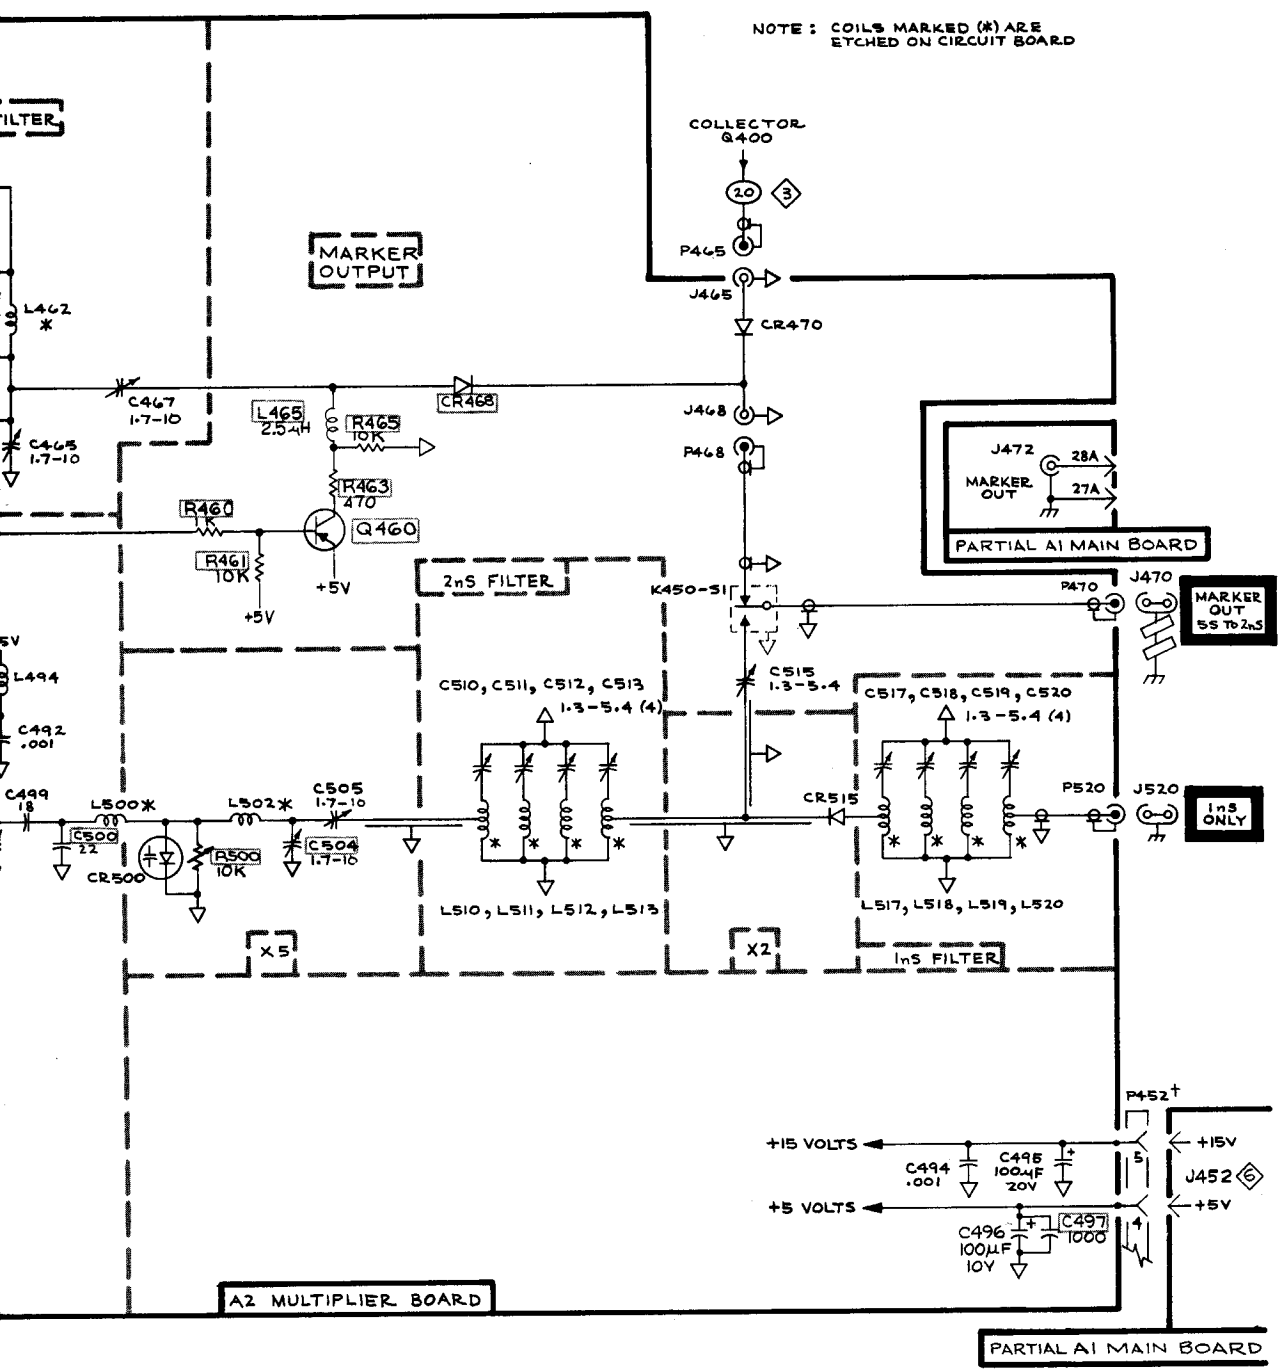 NOTE : COILS MARKED (*) ARE
ETCHED ON CIRCUIT BOARD
FILTER
COLLECTOR
Q400
20
3
P465
J465
CR470
MARKER
OUTPUT
L462
*
C467
1.7-10
C465
1.7-10
L465
2.5μH
R465
10K
CR468
J468
P468
R463
470
R460
1K
Q460
R461
10K
+5V
+5V
J472
28A
MARKER
OUT
27A
PARTIAL A1 MAIN BOARD
2nS FILTER
K450-S1
P470
J470
MARKER
OUT
5S TO 2nS
5V
L494
C492
.001
C510, C511, C512, C513
1.3-5.4 (4)
C515
1.3-5.4
C517, C518, C519, C520
1.3-5.4 (4)
C499
18
L500*
L502*
C505
1.7-10
CR515
P520
J520
1nS
ONLY
C500
22
CR500
R500
10K
C504
1.7-10
*
*
*
*
L510, L511, L512, L513
L517, L518, L519, L520
X5
X2
1nS FILTER
P452†
+15 VOLTS
C494
.001
C495
100μF
20V
+
5
+15V
J452
6
+5 VOLTS
C496
100μF
10V
+
C497
1000
4
+5V
A2 MULTIPLIER BOARD
PARTIAL A1 MAIN BOARD